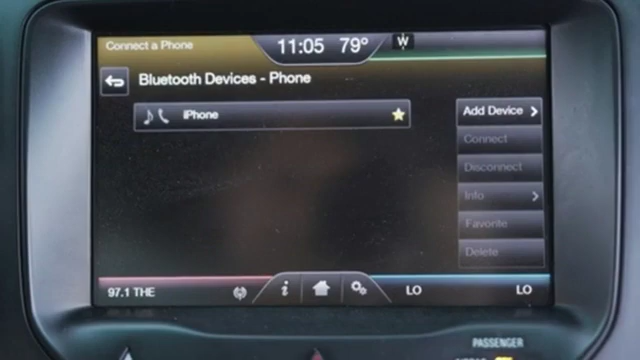 Connect a Phone
11:05 79° W
Bluetooth Devices - Phone
iPhone
Add Device
Connect
Disconnect
Info
Favorite
Delete
97.1 THE
LO LO
PASSENGER